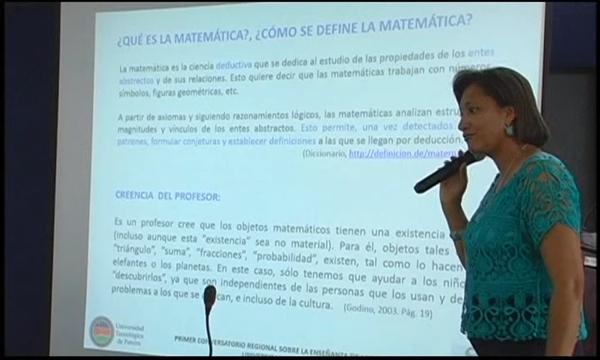 ¿QUÉ ES LA MATEMÁTICA?, ¿CÓMO SE DEFINE LA MATEMÁTICA?
La matemática es la ciencia deductiva que se dedica al estudio de las propiedades de los entes
abstractos y de sus relaciones. Esto quiere decir que las matemáticas trabajan con números,
símbolos, figuras geométricas, etc.
A partir de axiomas y siguiendo razonamientos lógicos, las matemáticas analizan
magnitudes y vínculos de los entes abstractos. Esto permite, una vez detectados
patrones, formular conjeturas y establecer definiciones a las que se llegan por deducción.
(Diccionario, http://definicion.de/matem
CREENCIA DEL PROFESOR:
Es un profesor cree que los objetos matemáticos tienen una existencia
(incluso aunque esta "existencia" sea no material). Para él, objetos tales
"triángulo", "suma", "fracciones", "probabilidad", existen, tal como lo hacen
elefantes o los planetas. En este caso, sólo tenemos que ayudar a los niño
"descubrirlos", ya que son independientes de las personas que los usan y de
problemas a los que se can, e incluso de la cultura. (Godino, 2003. Pág. 19)
Universidad
Tecnológica
de Panamá
PRIMER CONVERSATORIO REGIONAL SOBRE LA ENSEÑANZA DE